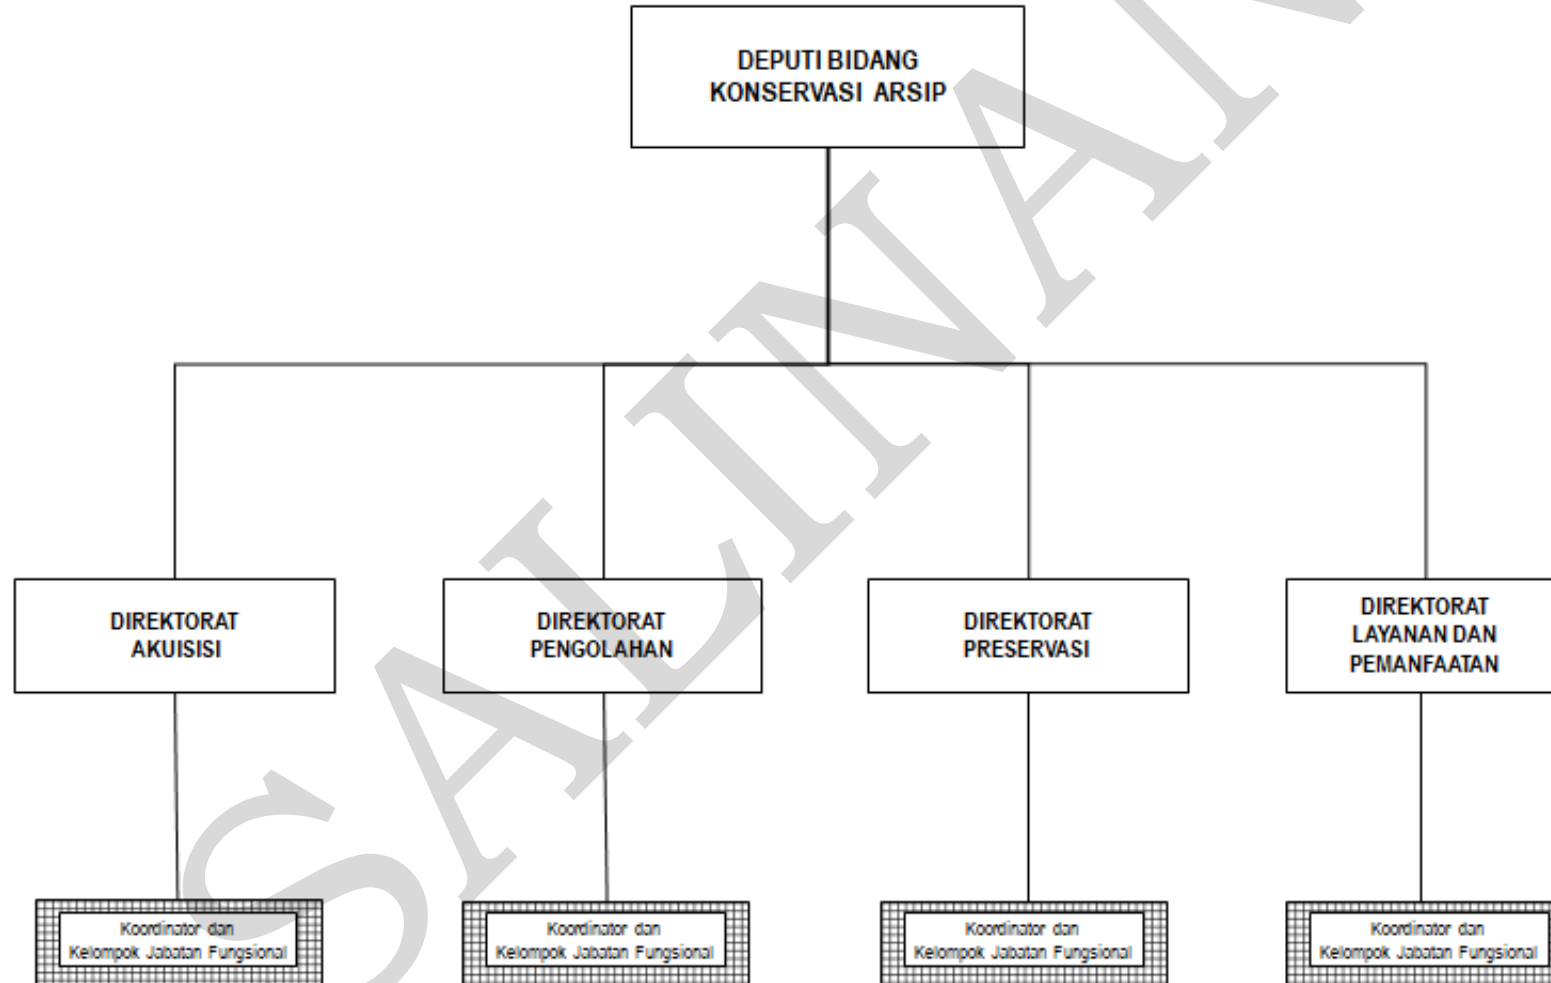 DEPUTI BIDANG
KONSERVASI ARSIP
DIREKTORAT
AKUISISI
DIREKTORAT
PENGOLAHAN
DIREKTORAT
PRESERVASI
DIREKTORAT
LAYANAN DAN
PEMANFAATAN
Koordinator dan
Kelompok Jabatan Fungsional
Koordinator dan
Kelompok Jabatan Fungsional
Koordinator dan
Kelompok Jabatan Fungsional
Koordinator dan
Kelompok Jabatan Fungsional
SALINAN